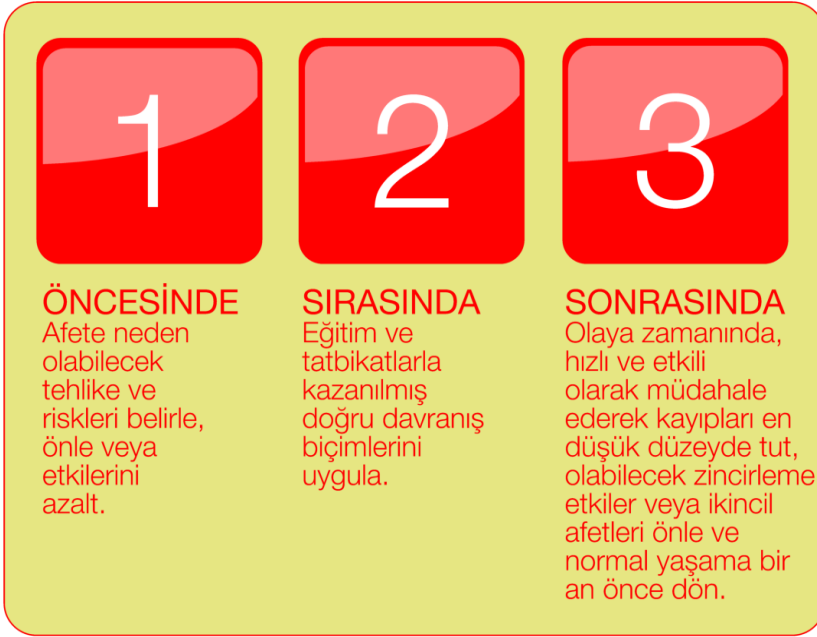 1
ÖNCESİNDE
Afete neden
olabilecek
tehlike ve
riskleri belirle,
önle veya
etkilerini
azalt.
2
SIRASINDA
Eğitim ve
tatbikatlarla
kazanılmış
doğru davranış
biçimlerini
uygula.
3
SONRASINDA
Olaya zamanında,
hızlı ve etkili
olarak müdahale
ederek kayıpları en
düşük düzeyde tut,
olabilecek zincirleme
etkiler veya ikincil
afetleri önle ve
normal yaşama bir
an önce dön.